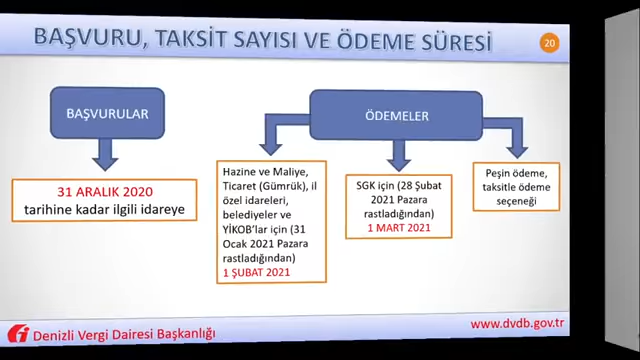 BAŞVURU, TAKSİT SAYISI VE ÖDEME SÜRESİ
20
BAŞVURULAR
31 ARALIK 2020
tarihine kadar ilgili idareye
ÖDEMELER
Hazine ve Maliye,
Ticaret (Gümrük), il
özel idareleri,
belediyeler ve
YİKOB'lar için (31
Ocak 2021 Pazara
rastladığından)
1 ŞUBAT 2021
SGK için (28 Şubat
2021 Pazara
rastladığından)
1 MART 2021
Peşin ödeme,
taksitle ödeme
seçeneği
Denizli Vergi Dairesi Başkanlığı
www.dvdb.gov.tr